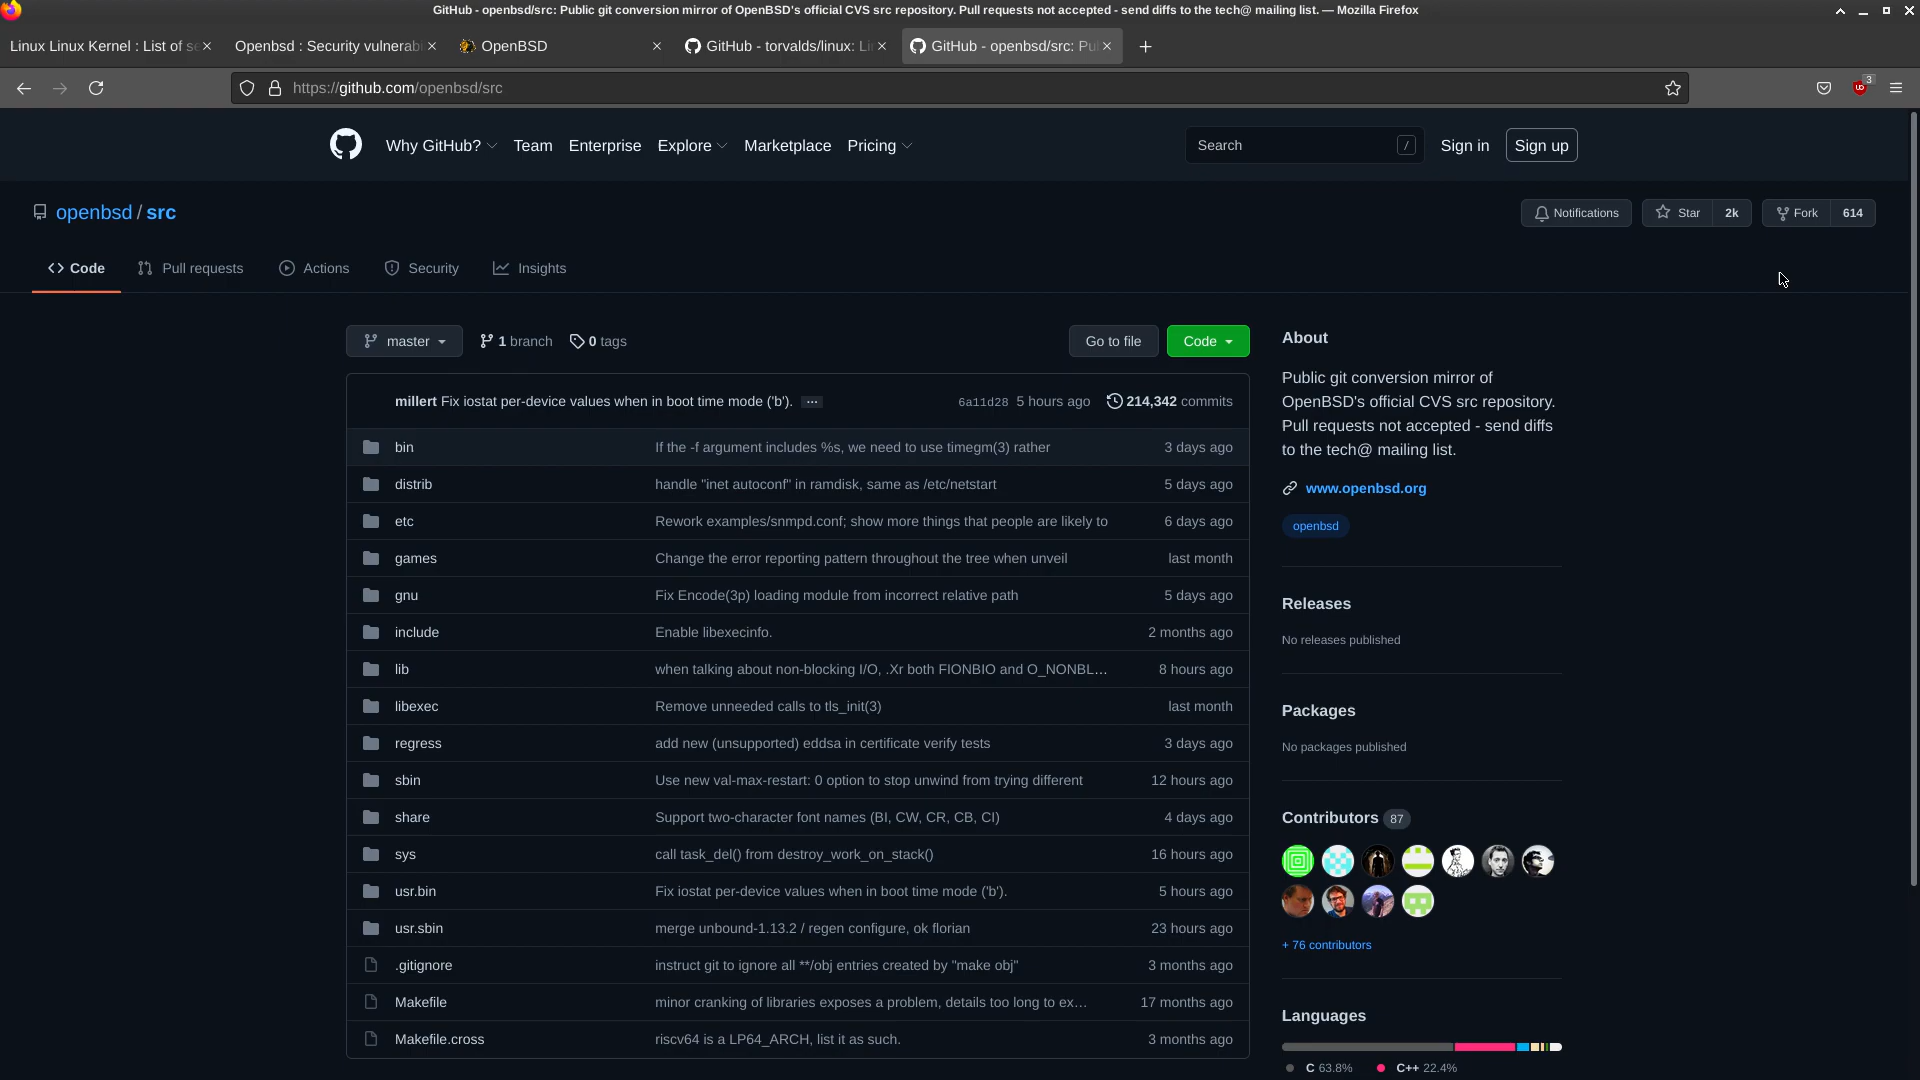 GitHub - openbsd/src: Public git conversion mirror of OpenBSD's official CVS src repository. Pull requests not accepted - send diffs to the tech@ mailing list. — Mozilla Firefox
Linux Linux Kernel : List of se
Openbsd : Security vulnerabi
OpenBSD
GitHub - torvalds/linux: Li
GitHub - openbsd/src: Pu
https://github.com/openbsd/src
3
Why GitHub? Team Enterprise Explore Marketplace Pricing
Search /
Sign in Sign up
openbsd / src
Notifications Star 2k Fork 614
Code Pull requests Actions Security Insights
master 1 branch 0 tags Go to file Code
millert Fix iostat per-device values when in boot time mode ('b'). ... 6a11d28 5 hours ago 214,342 commits
bin If the -f argument includes %s, we need to use timegm(3) rather 3 days ago
distrib handle "inet autoconf" in ramdisk, same as /etc/netstart 5 days ago
etc Rework examples/snmpd.conf; show more things that people are likely to 6 days ago
games Change the error reporting pattern throughout the tree when unveil last month
gnu Fix Encode(3p) loading module from incorrect relative path 5 days ago
include Enable libexecinfo. 2 months ago
lib when talking about non-blocking I/O, .Xr both FIONBIO and O_NONBL… 8 hours ago
libexec Remove unneeded calls to tls_init(3) last month
regress add new (unsupported) eddsa in certificate verify tests 3 days ago
sbin Use new val-max-restart: 0 option to stop unwind from trying different 12 hours ago
share Support two-character font names (BI, CW, CR, CB, CI) 4 days ago
sys call task_del() from destroy_work_on_stack() 16 hours ago
usr.bin Fix iostat per-device values when in boot time mode ('b'). 5 hours ago
usr.sbin merge unbound-1.13.2 / regen configure, ok florian 23 hours ago
.gitignore instruct git to ignore all **/obj entries created by "make obj" 3 months ago
Makefile minor cranking of libraries exposes a problem, details too long to ex… 17 months ago
Makefile.cross riscv64 is a LP64_ARCH, list it as such. 3 months ago
About
Public git conversion mirror of
OpenBSD's official CVS src repository.
Pull requests not accepted - send diffs
to the tech@ mailing list.
www.openbsd.org
openbsd
Releases
No releases published
Packages
No packages published
Contributors 87
+ 76 contributors
Languages
C 63.8% C++ 22.4%